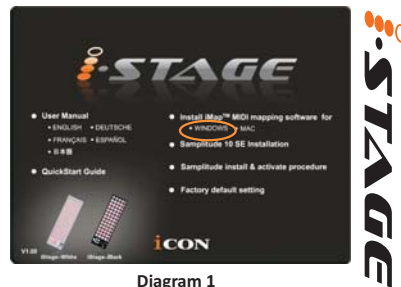 i·STAGE
• User Manual
• ENGLISH • DEUTSCHE
• FRANÇAIS • ESPAÑOL
• 日本語
• QuickStart Guide
• Install iMap™ MIDI mapping software for
• WINDOWS • MAC
• Samplitude 10 SE Installation
• Samplitude install & activate procedure
• Factory default setting
V1.00
iStage-White iStage-Black
iCON
Diagram 1
i·STAGE